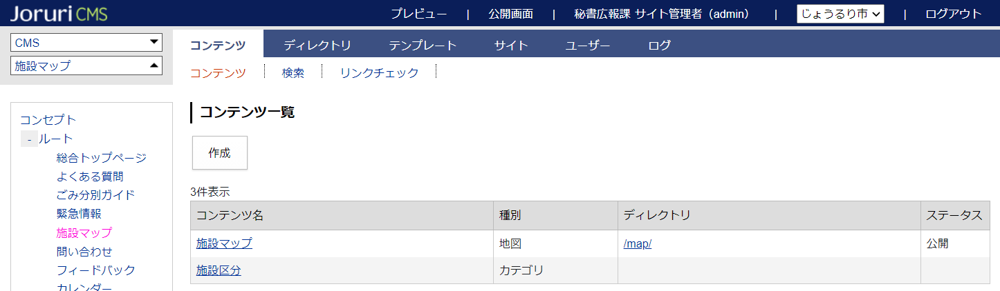 Joruri CMS プレビュー | 公開画面 | 秘書広報課 サイト管理者（admin） | じょうるり市 | ログアウト
CMS
施設マップ
コンテンツ ディレクトリ テンプレート サイト ユーザー ログ
コンテンツ 検索 リンクチェック
コンセプト
- ルート
総合トップページ
よくある質問
ごみ分別ガイド
緊急情報
施設マップ
問い合わせ
フィードバック
カレンダー
コンテンツ一覧
作成
3件表示
コンテンツ名 種別 ディレクトリ ステータス
施設マップ 地図 /map/ 公開
施設区分 カテゴリ